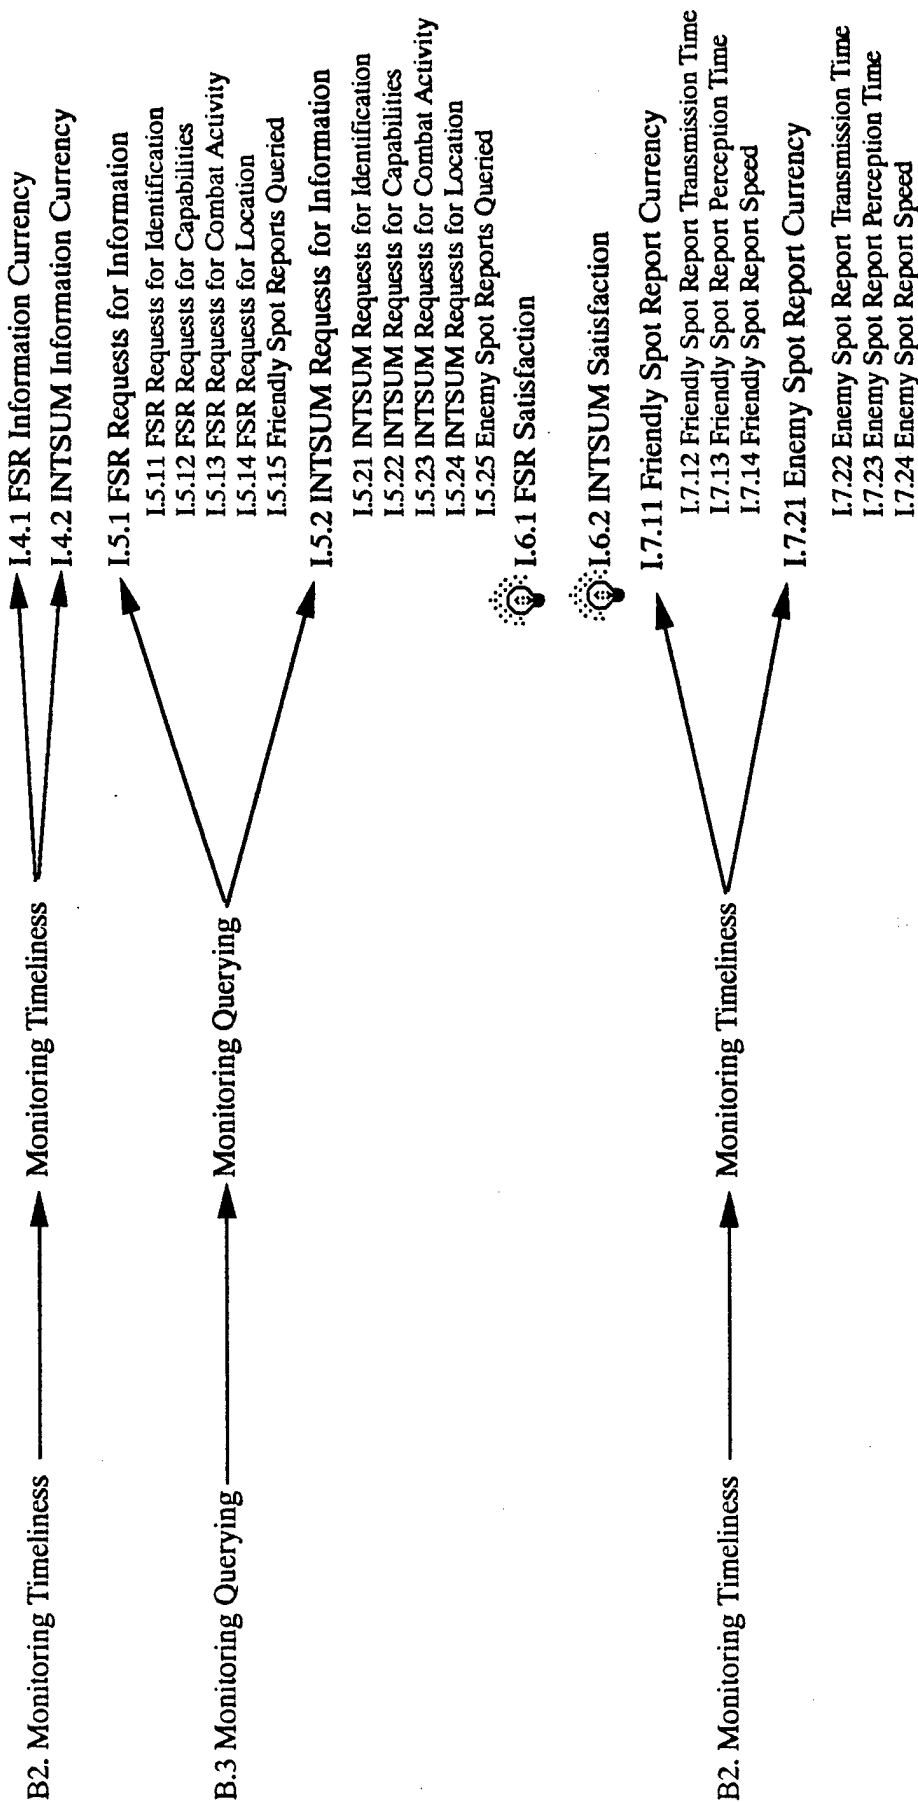 B2. Monitoring Timeliness
Monitoring Timeliness
I.4.1 FSR Information Currency
I.4.2 INTSUM Information Currency
B.3 Monitoring Querying
Monitoring Querying
I.5.1 FSR Requests for Information
I.5.11 FSR Requests for Identification
I.5.12 FSR Requests for Capabilities
I.5.13 FSR Requests for Combat Activity
I.5.14 FSR Requests for Location
I.5.15 Friendly Spot Reports Queried
I.5.2 INTSUM Requests for Information
I.5.21 INTSUM Requests for Identification
I.5.22 INTSUM Requests for Capabilities
I.5.23 INTSUM Requests for Combat Activity
I.5.24 INTSUM Requests for Location
I.5.25 Enemy Spot Reports Queried
I.6.1 FSR Satisfaction
I.6.2 INTSUM Satisfaction
B2. Monitoring Timeliness
Monitoring Timeliness
I.7.11 Friendly Spot Report Currency
I.7.12 Friendly Spot Report Transmission Time
I.7.13 Friendly Spot Report Perception Time
I.7.14 Friendly Spot Report Speed
I.7.21 Enemy Spot Report Currency
I.7.22 Enemy Spot Report Transmission Time
I.7.23 Enemy Spot Report Perception Time
I.7.24 Enemy Spot Report Speed